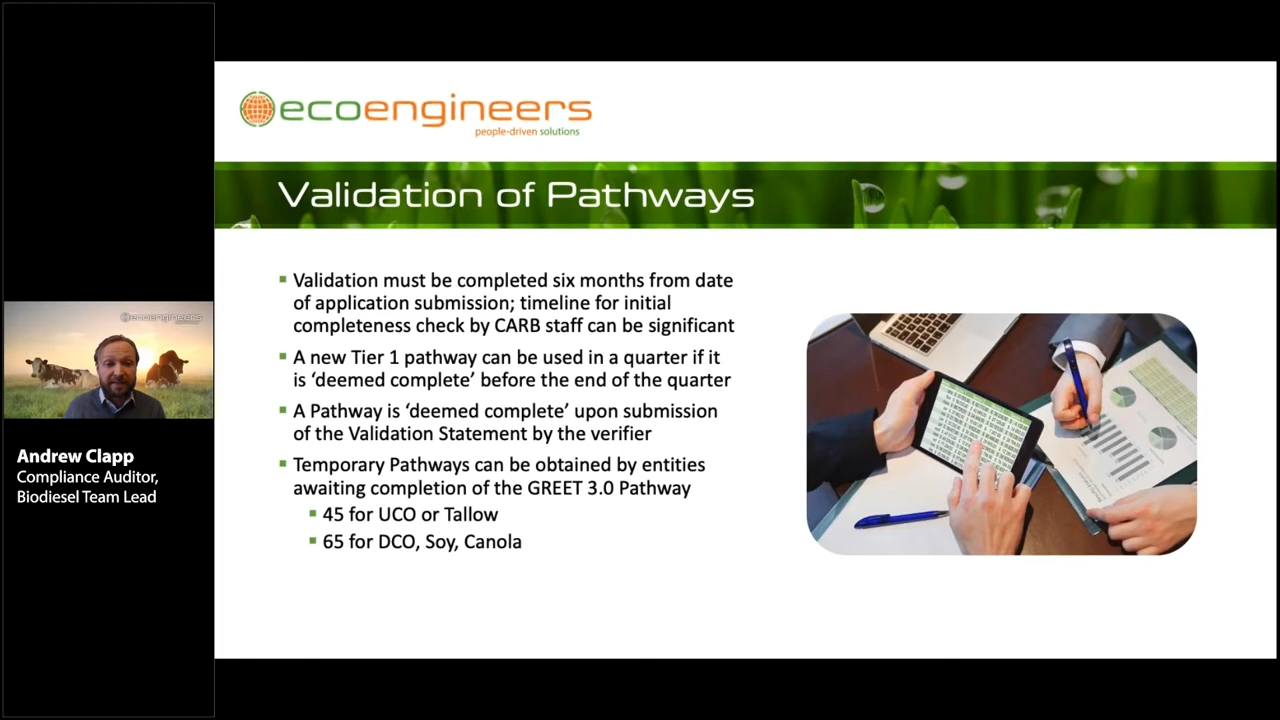 ecoengineers
people-driven solutions
Validation of Pathways
Validation must be completed six months from date
of application submission; timeline for initial
completeness check by CARB staff can be significant
A new Tier 1 pathway can be used in a quarter if it
is ‘deemed complete’ before the end of the quarter
A Pathway is ‘deemed complete’ upon submission
of the Validation Statement by the verifier
Temporary Pathways can be obtained by entities
awaiting completion of the GREET 3.0 Pathway
45 for UCO or Tallow
65 for DCO, Soy, Canola
ecoengineers
Andrew Clapp
Compliance Auditor,
Biodiesel Team Lead